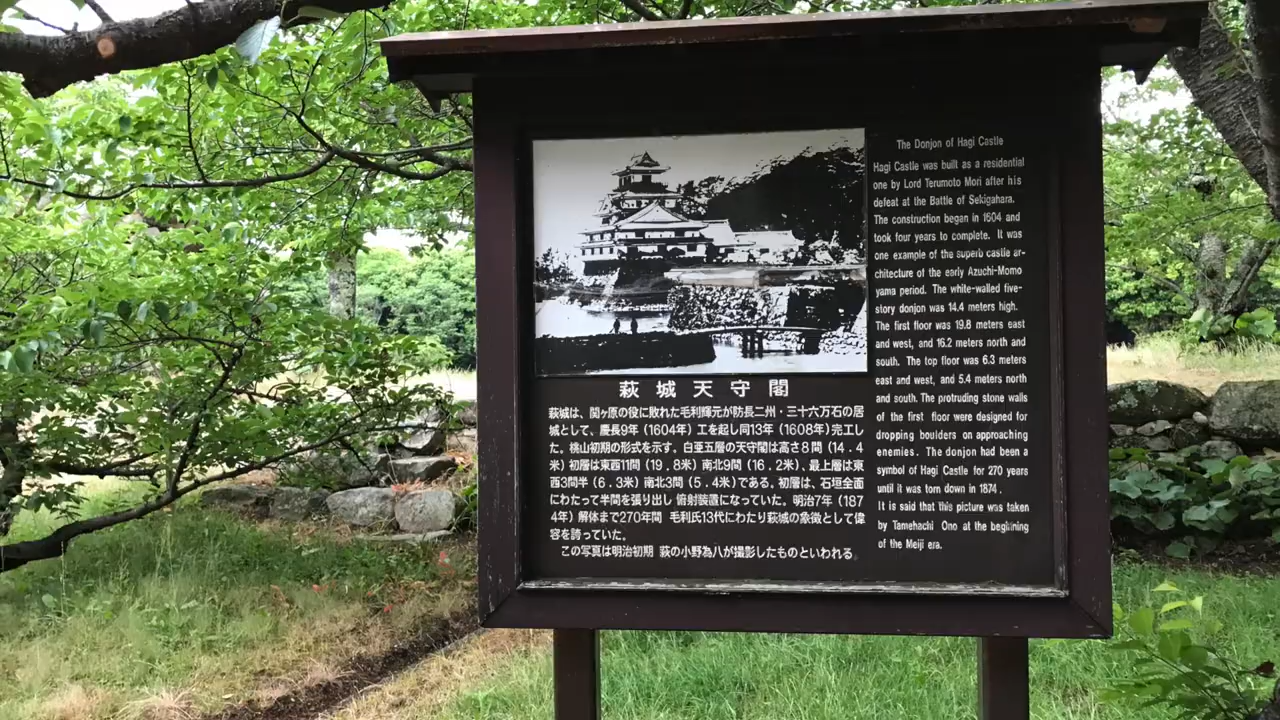 萩城天守閣
萩城は、関ヶ原の役に敗れた毛利輝元が防長二州・三十六万石の居
城として、慶長9年（1604年）工を起し同13年（1608年）完工し
た。桃山初期の形式を示す。白亜五層の天守閣は高さ8間（14.4
米）初層は東西11間（19.8米）南北9間（16.2米）、最上層は東
西3間半（6.3米）南北3間（5.4米）である。初層は、石垣全面
にわたって半間を張り出し 俯射装置になっていた。明治7年（187
4年）解体まで270年間 毛利氏13代にわたり萩城の象徴として偉
容を誇っていた。
この写真は明治初期 萩の小野為八が撮影したものといわれる。
The Donjon of Hagi Castle
Hagi Castle was built as a residential
one by Lord Terumoto Mori after his
defeat at the Battle of Sekigahara.
The construction began in 1604 and
took four years to complete. It was
one example of the superb castle ar-
chitecture of the eerly Azuchi-Momo
yama period. The white-walled five-
story donjon was 14.4 meters high.
The first floor was 19.8 meters east
and west, and 16.2 meters north and
south. The top floor was 6.3 meters
east and west, and 5.4 meters north
and south. The protruding stone walls
of the first floor were designed for
dropping boulders on approaching
enemies. The donjon had been a
symbol of Hagi Castle for 270 years
until it was torn down in 1874.
It is said that this picture was taken
by Tamehachi Ono at the beginning
of the Meiji era.